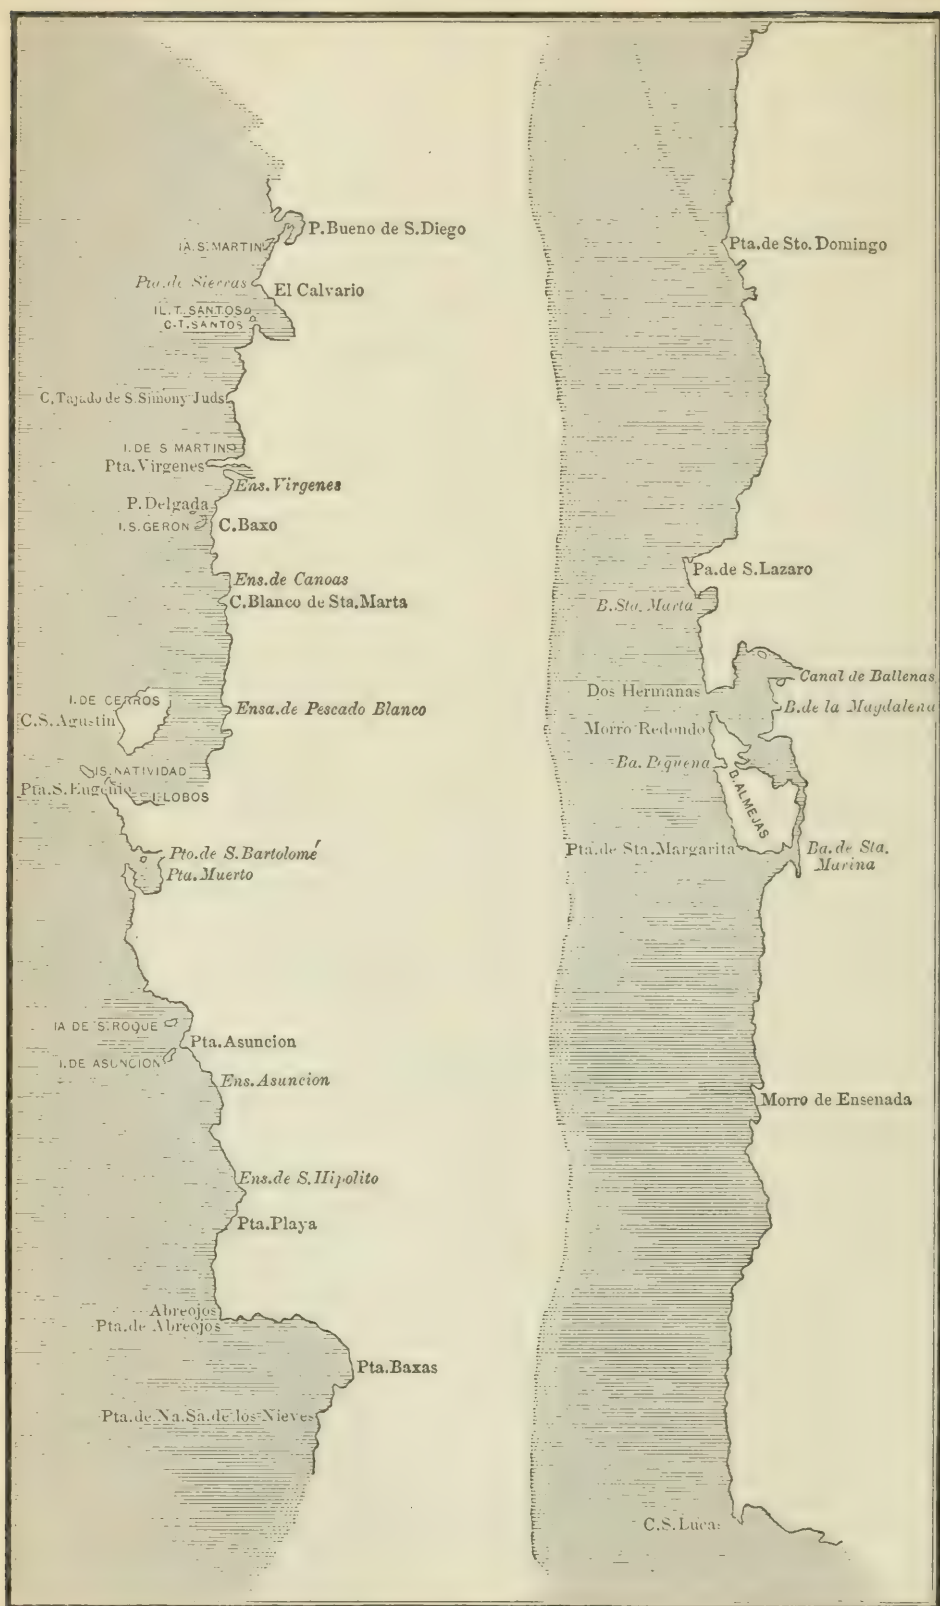 P. Bueno de S. Diego
IA. S. MARTIN
Pta. de Sierras
El Calvario
IL. T. SANTOS
C. T. SANTOS
C. Tajado de S. Simon y Juds
I. DE S MARTIN
Pta. Virgenes
Ens. Virgenes
P. Delgada
I. S. GERON
C. Baxo
Ens. de Canoas
C. Blanco de Sta. Marta
I. DE CERROS
C. S. Agustin
Ensa. de Pescado Blanco
IS. NATIVIDAD
Pta. S. Eugenio
I. LOBOS
Pto. de S. Bartolomé
Pta. Muerto
IA DE S. ROQUE
Pta. Asuncion
I. DE ASUNCION
Ens. Asuncion
Ens. de S. Hipolito
Pta. Playa
Abreojos
Pta. de Abreojos
Pta. Baxas
Pta. de Na. Sa. de los Nieves
Pta. de Sto. Domingo
Pa. de S. Lazaro
B. Sta. Marta
Canal de Ballenas
Dos Hermanas
B. de la Magdalena
Morro Redondo
Ba. Pequena
B. ALMEJAS
Pta. de Sta. Margarita
Ba. de Sta.
Marina
Morro de Ensenada
C. S. Lucas